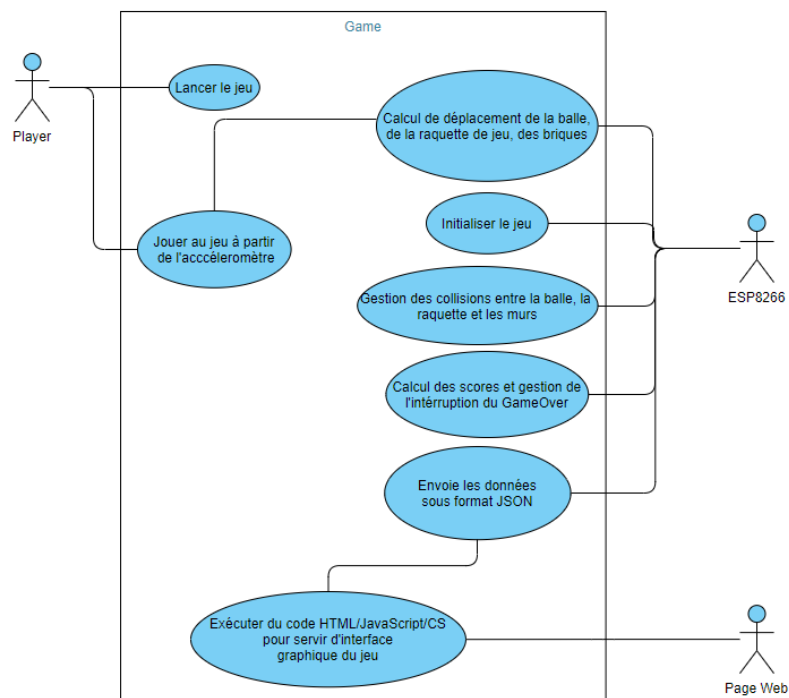 Game
Lancer le jeu
Player
Calcul de déplacement de la balle,
de la raquette de jeu, des briques
Jouer au jeu à partir
de l'acccéleromètre
Initialiser le jeu
ESP8266
Gestion des collisions entre la balle, la
raquette et les murs
Calcul des scores et gestion de
l'intérruption du GameOver
Envoie les données
sous format JSON
Exécuter du code HTML/JavaScript/CS
pour servir d'interface
graphique du jeu
Page Web